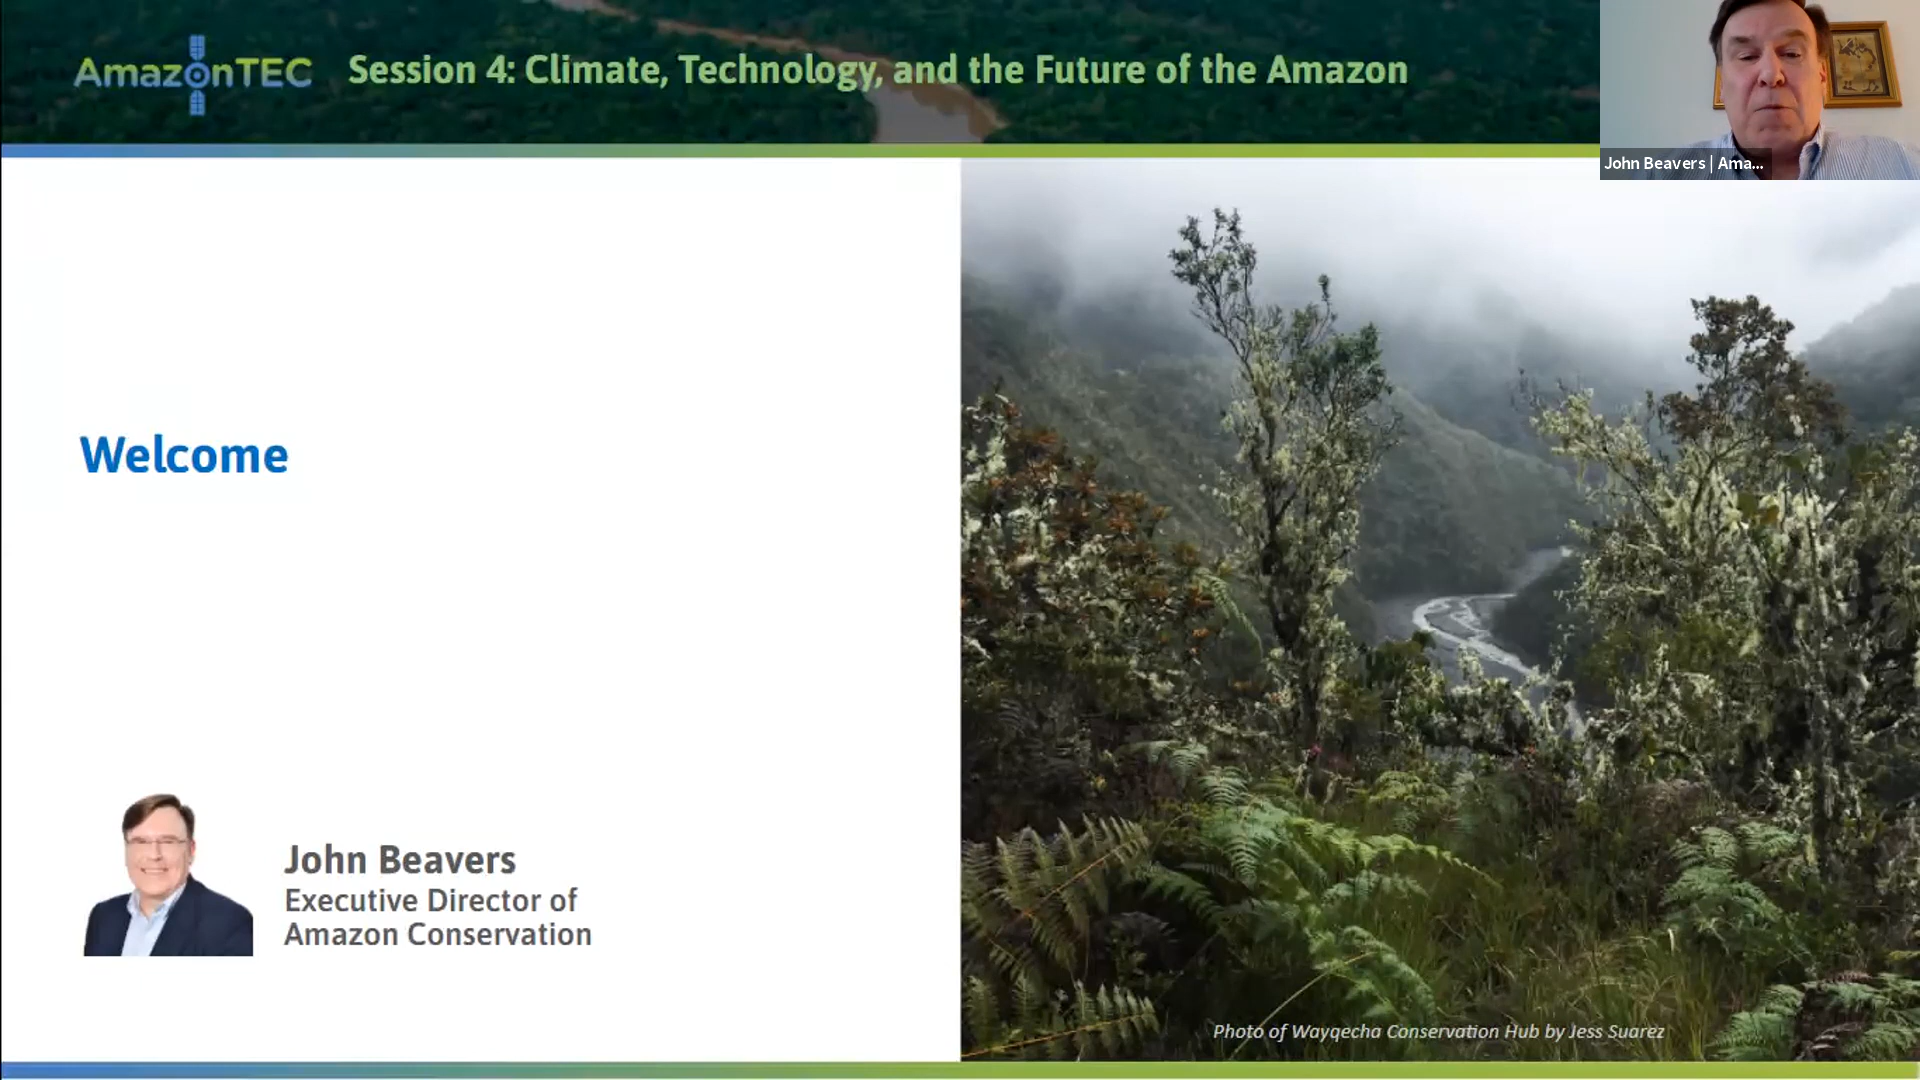 AmazonTEC
Session 4: Climate, Technology, and the Future of the Amazon
John Beavers | Ama...
Welcome
John Beavers
Executive Director of
Amazon Conservation
Photo of Wayqecha Conservation Hub by Jess Suarez